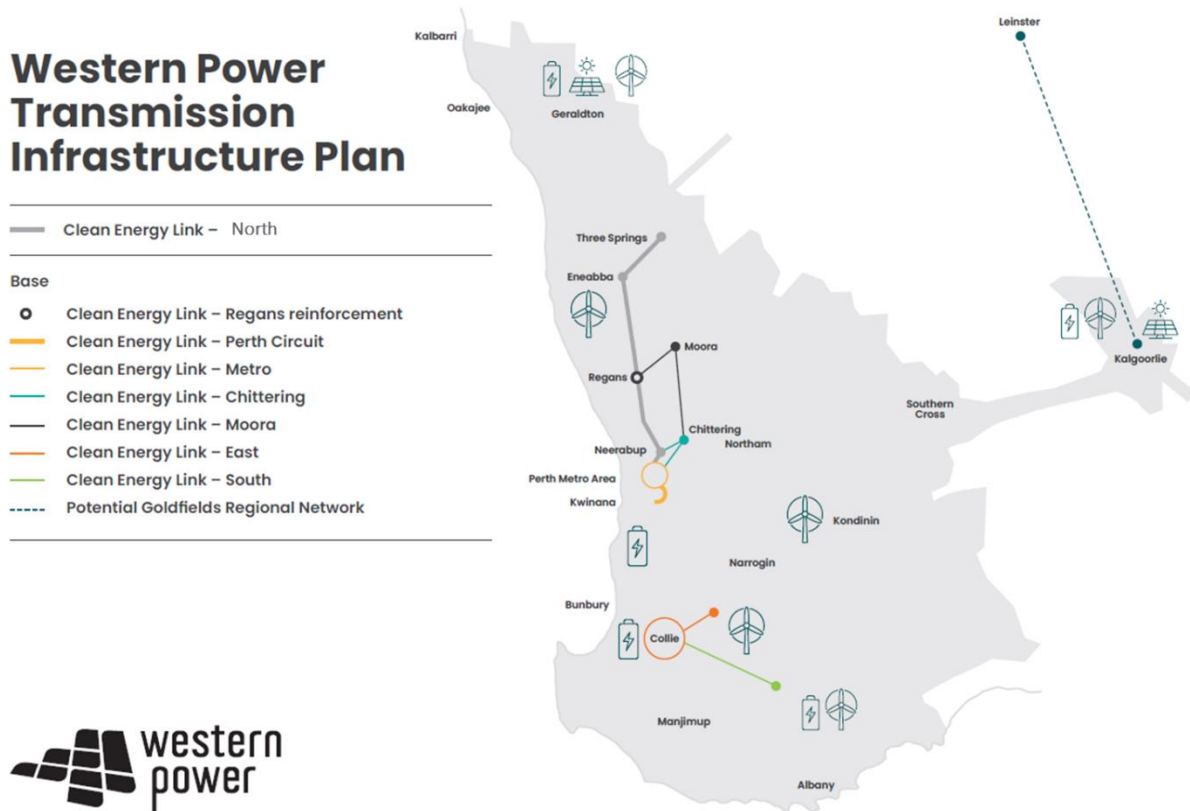 Western Power
Transmission
Infrastructure Plan
Clean Energy Link – North
Base
Clean Energy Link – Regans reinforcement
Clean Energy Link – Perth Circuit
Clean Energy Link – Metro
Clean Energy Link – Chittering
Clean Energy Link – Moora
Clean Energy Link – East
Clean Energy Link – South
Potential Goldfields Regional Network
western
power
Leinster
Kalbarri
Oakajee
Geraldton
Three Springs
Eneabba
Moora
Kalgoorlie
Regans
Southern
Cross
Chittering
Northam
Neerabup
Perth Metro Area
Kwinana
Kondinin
Narrogin
Bunbury
Collie
Manjimup
Albany